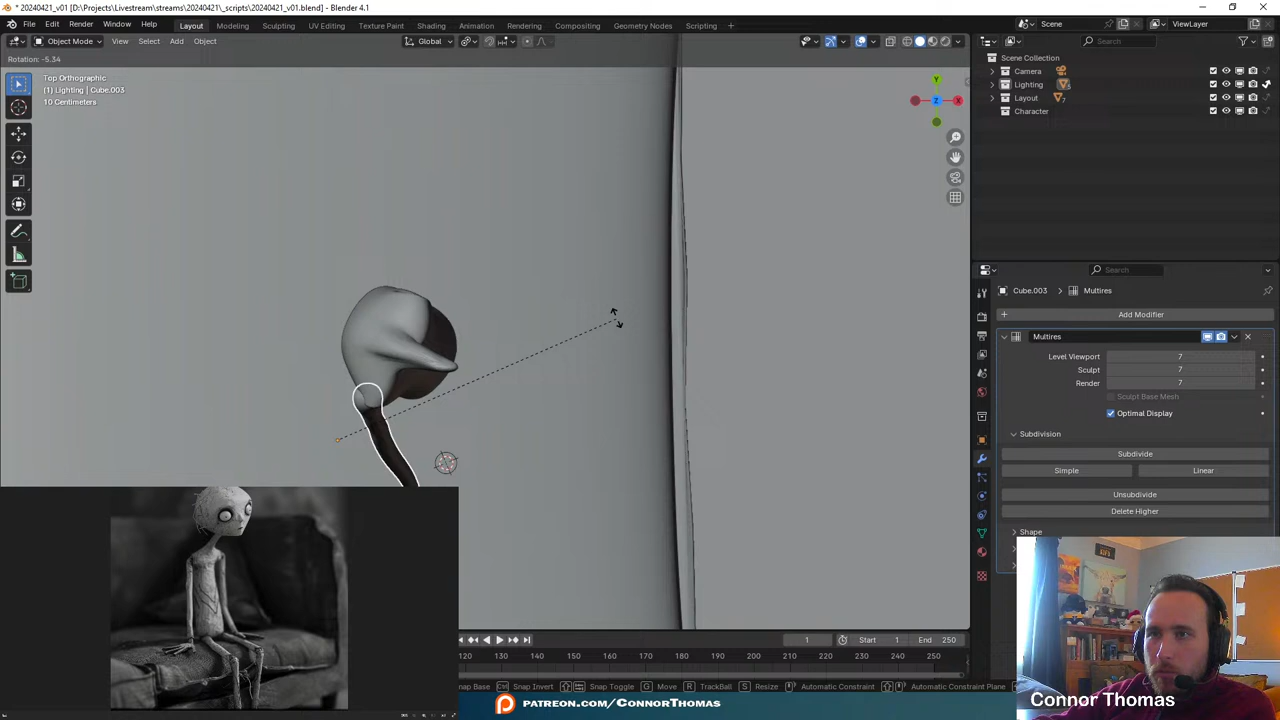 * 20240421_v01 [D:\Projects\Livestream\streams\20240421\_scripts\20240421_v01.blend] - Blender 4.1
File Edit Render Window Help Layout Modeling Sculpting UV Editing Texture Paint Shading Animation Rendering Compositing Geometry Nodes Scripting + Scene ViewLayer
Object Mode View Select Add Object Global Search
Rotation: -5.34
Scene Collection
Camera
Lighting
Layout
Character
Top Orthographic
(1) Lighting | Cube.003
10 Centimeters
Y
Z
X
Search
Cube.003 > Multires
+ Add Modifier
Multires
Level Viewport 7
Sculpt 7
Render 7
Sculpt Base Mesh
Optimal Display
Subdivision
Subdivide
Simple Linear
Unsubdivide
Delete Higher
Shape
1 Start 1 End 250
120 130 140 150 160 170 180 190 200 210 220 230 240 250
Snap Base Snap Invert Snap Toggle G Move R TrackBall S Resize Automatic Constraint Automatic Constraint Plane
PATREON.COM/CONNORTHOMAS
Connor Thomas